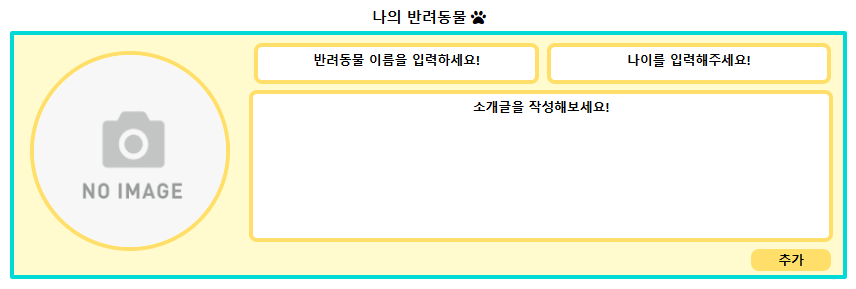 나의 반려동물
반려동물 이름을 입력하세요!
나이를 입력해주세요!
소개글을 작성해보세요!
NO IMAGE
추가